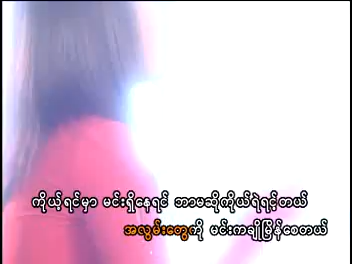 ကိုယ့်ရင်မှာ မင်းရှိနေရင် ဘာမဆိုကိုယ်ရဲရင့်တယ်
အလွမ်းတွေကို မင်းကချိုမြိန်စေတယ်